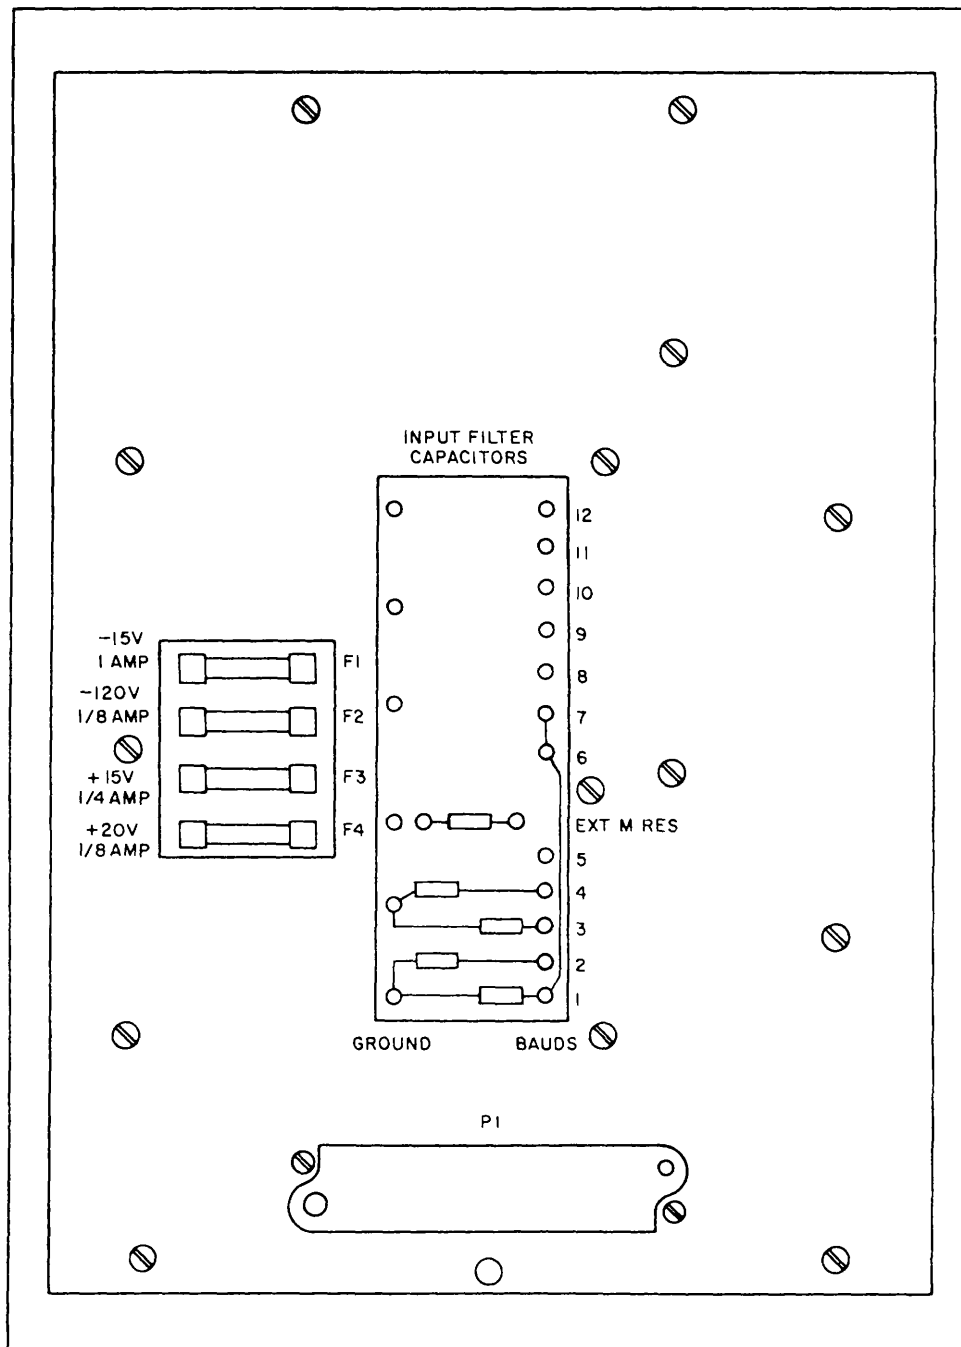 INPUT FILTER
CAPACITORS
12
11
10
9
8
7
6
EXT M RES
5
4
3
2
1
GROUND
BAUDS
-15V
1 AMP
F1
-120V
1/8 AMP
F2
+15V
1/4 AMP
F3
+20V
1/8 AMP
F4
P1